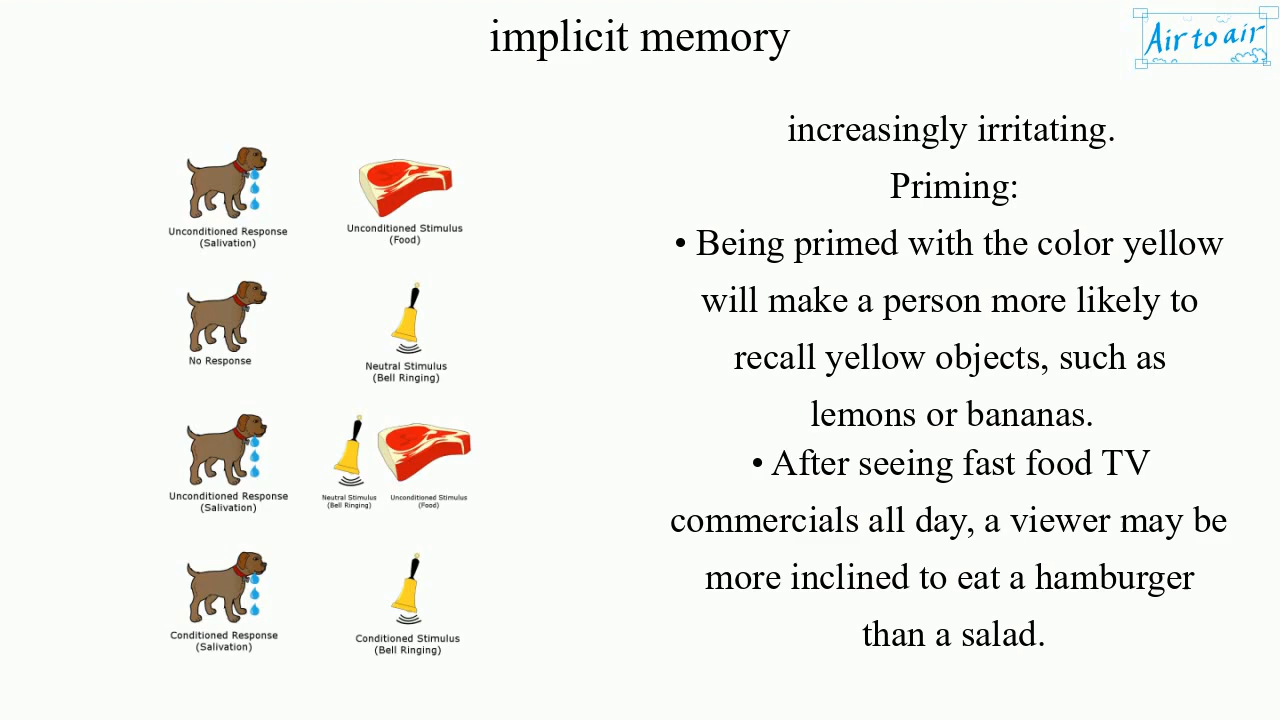 implicit memory
Air to air
Unconditioned Response
(Salivation)
Unconditioned Stimulus
(Food)
No Response
Neutral Stimulus
(Bell Ringing)
Unconditioned Response
(Salivation)
Neutral Stimulus
(Bell Ringing)
Unconditioned Stimulus
(Food)
Conditioned Response
(Salivation)
Conditioned Stimulus
(Bell Ringing)
increasingly irritating.
Priming:
• Being primed with the color yellow
will make a person more likely to
recall yellow objects, such as
lemons or bananas.
• After seeing fast food TV
commercials all day, a viewer may be
more inclined to eat a hamburger
than a salad.